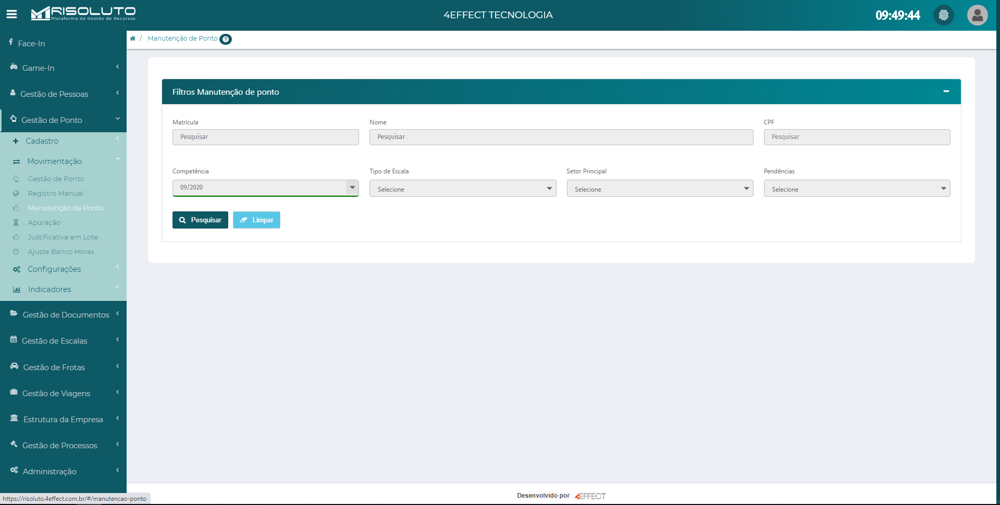 RISOLUTO
Plataforma de Gestão de Recursos
4EFFECT TECNOLOGIA
09:49:44
/ Manutenção de Ponto ?
Face-In
Game-In
Gestão de Pessoas
Gestão de Ponto
Cadastro
Movimentação
Gestão de Ponto
Registro Manual
Manutenção de Ponto
Apuração
Justificativa em Lote
Ajuste Banco Horas
Configurações
Indicadores
Gestão de Documentos
Gestão de Escalas
Gestão de Frotas
Gestão de Viagens
Estrutura da Empresa
Gestão de Processos
Administração
Filtros Manutenção de ponto
Matrícula
Pesquisar
Nome
Pesquisar
CPF
Pesquisar
Competência
09/2020
Tipo de Escala
Selecione
Setor Principal
Selecione
Pendências
Selecione
Pesquisar
Limpar
Desenvolvido por 4EFFECT
https://risoluto.4effect.com.br/#/manutencao-ponto